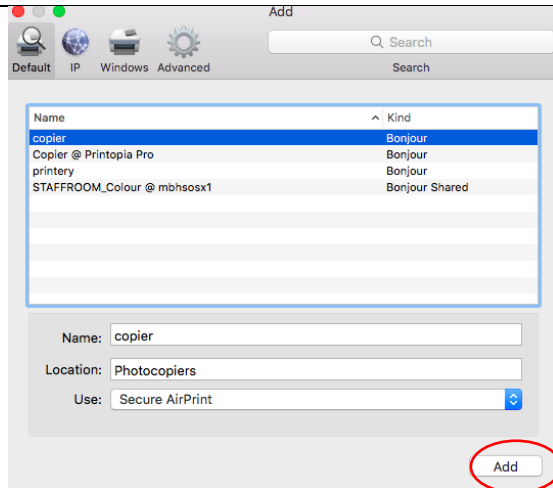 Add
Search
Default IP Windows Advanced Search
Name Kind
copier Bonjour
Copier @ Printopia Pro Bonjour
printery Bonjour
STAFFROOM_Colour @ mbhsosx1 Bonjour Shared
Name: copier
Location: Photocopiers
Use: Secure AirPrint
Add